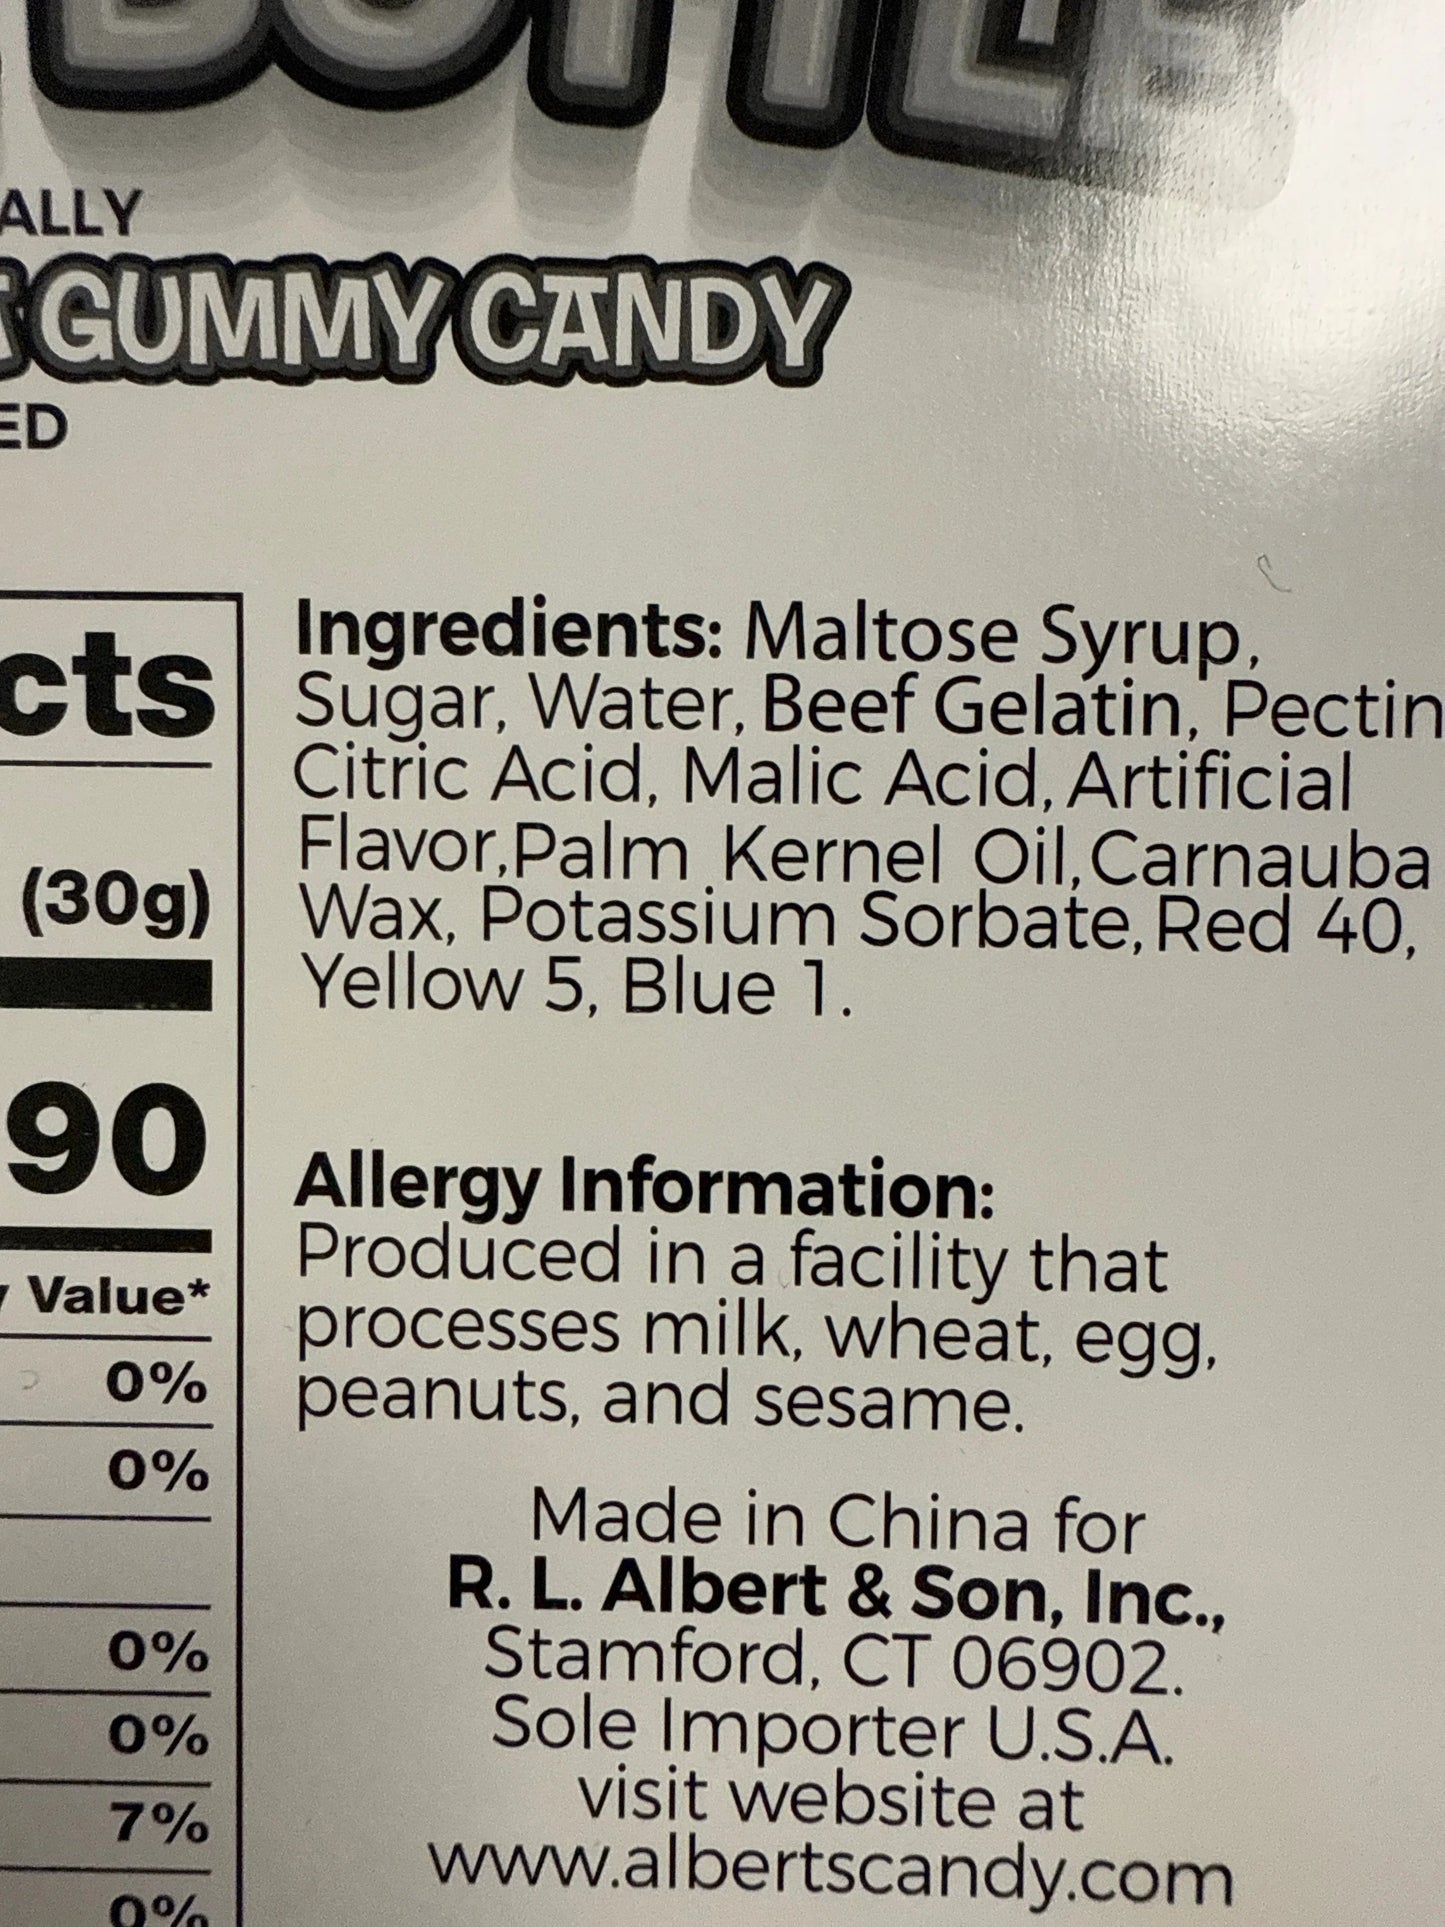 BOTTLE
ALLY
GUMMY CANDY
ED
cts
(30g)
90
Value*
0%
0%
0%
0%
7%
0%
Ingredients: Maltose Syrup,
Sugar, Water, Beef Gelatin, Pectin
Citric Acid, Malic Acid, Artificial
Flavor,Palm Kernel Oil,Carnauba
Wax, Potassium Sorbate, Red 40,
Yellow 5, Blue 1.
Allergy Information:
Produced in a facility that
processes milk, wheat, egg,
peanuts, and sesame.
Made in China for
R. L. Albert & Son, Inc.,
Stamford, CT 06902.
Sole Importer U.S.A.
visit website at
www.albertscandy.com